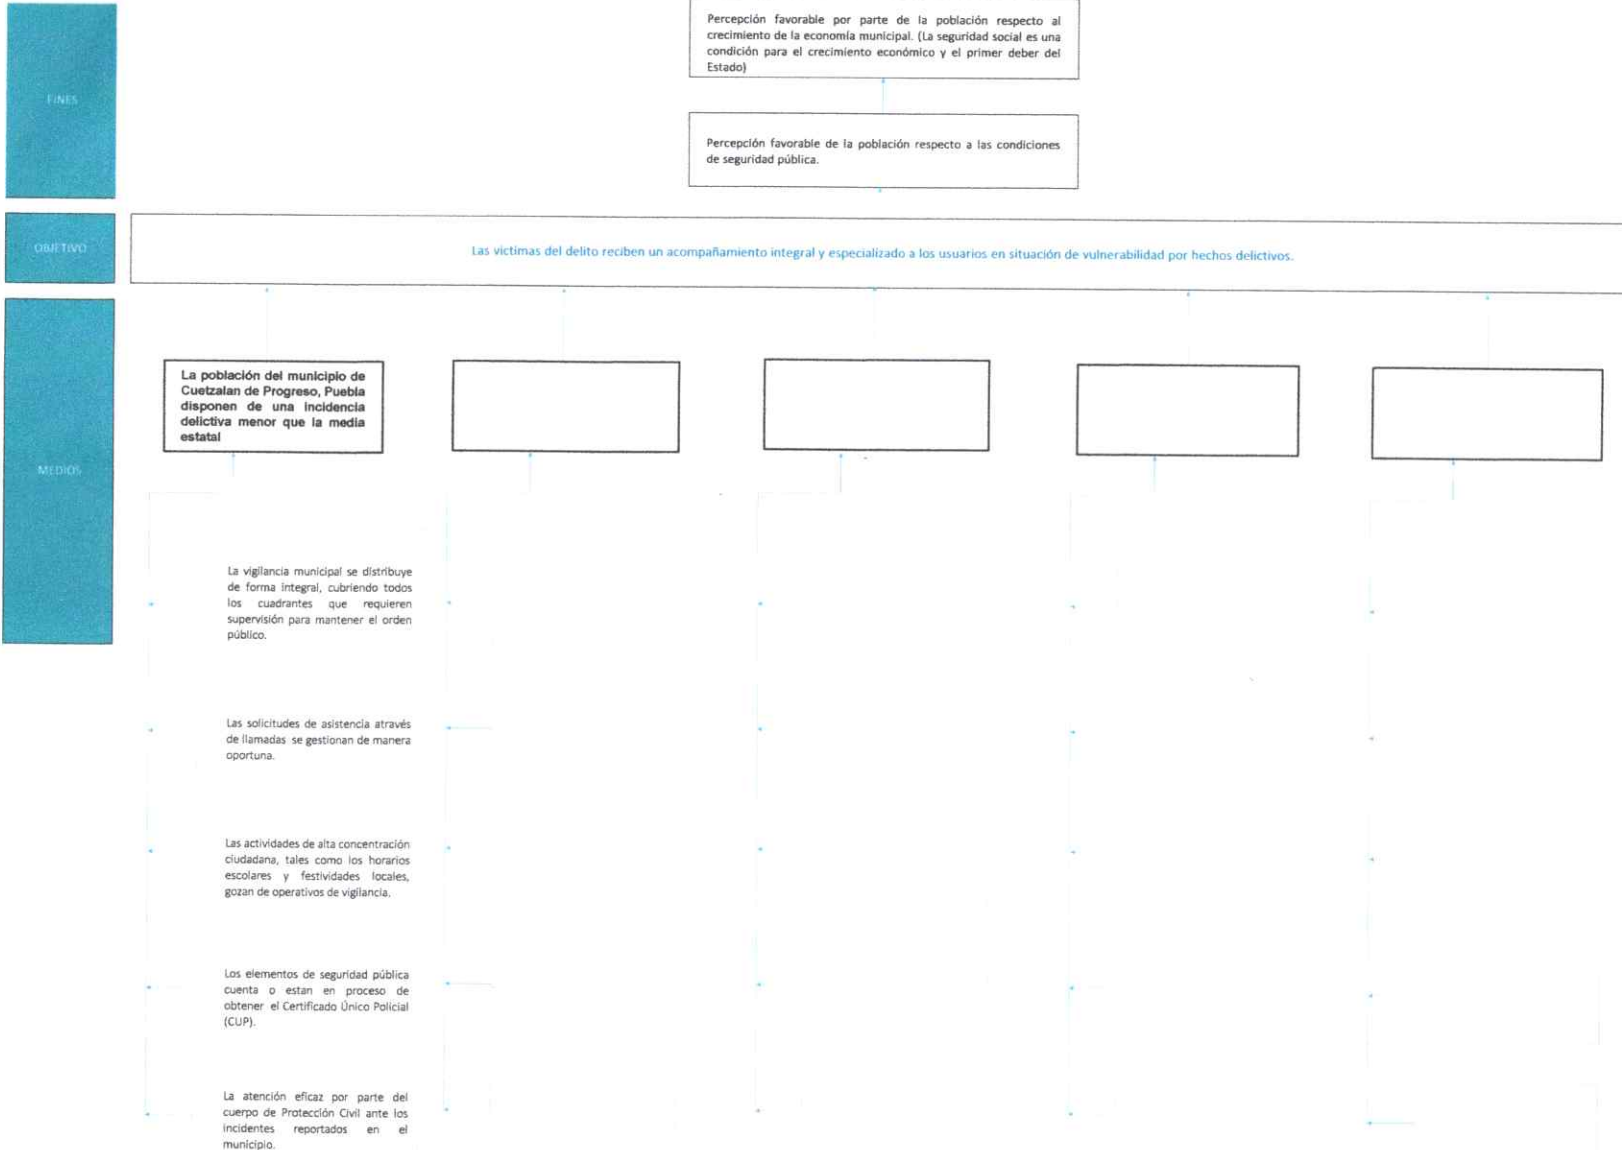 Percepción favorable por parte de la población respecto al
crecimiento de la economía municipal. (La seguridad social es una
condición para el crecimiento económico y el primer deber del
Estado)
FINES
Percepción favorable de la población respecto a las condiciones
de seguridad pública.
OBJETIVO
Las victimas del delito reciben un acompañamiento integral y especializado a los usuarios en situación de vulnerabilidad por hechos delictivos.
La población del municipio de
Cuetzalan de Progreso, Puebla
disponen de una incidencia
delictiva menor que la media
estatal
MEDIOS
La vigilancia municipal se distribuye
de forma integral, cubriendo todos
los cuadrantes que requieren
supervisión para mantener el orden
público.
Las solicitudes de asistencia através
de llamadas se gestionan de manera
oportuna.
Las actividades de alta concentración
ciudadana, tales como los horarios
escolares y festividades locales,
gozan de operativos de vigilancia.
Los elementos de seguridad pública
cuenta o estan en proceso de
obtener el Certificado Único Policial
(CUP).
La atención eficaz por parte del
cuerpo de Protección Civil ante los
incidentes reportados en el
municipio.